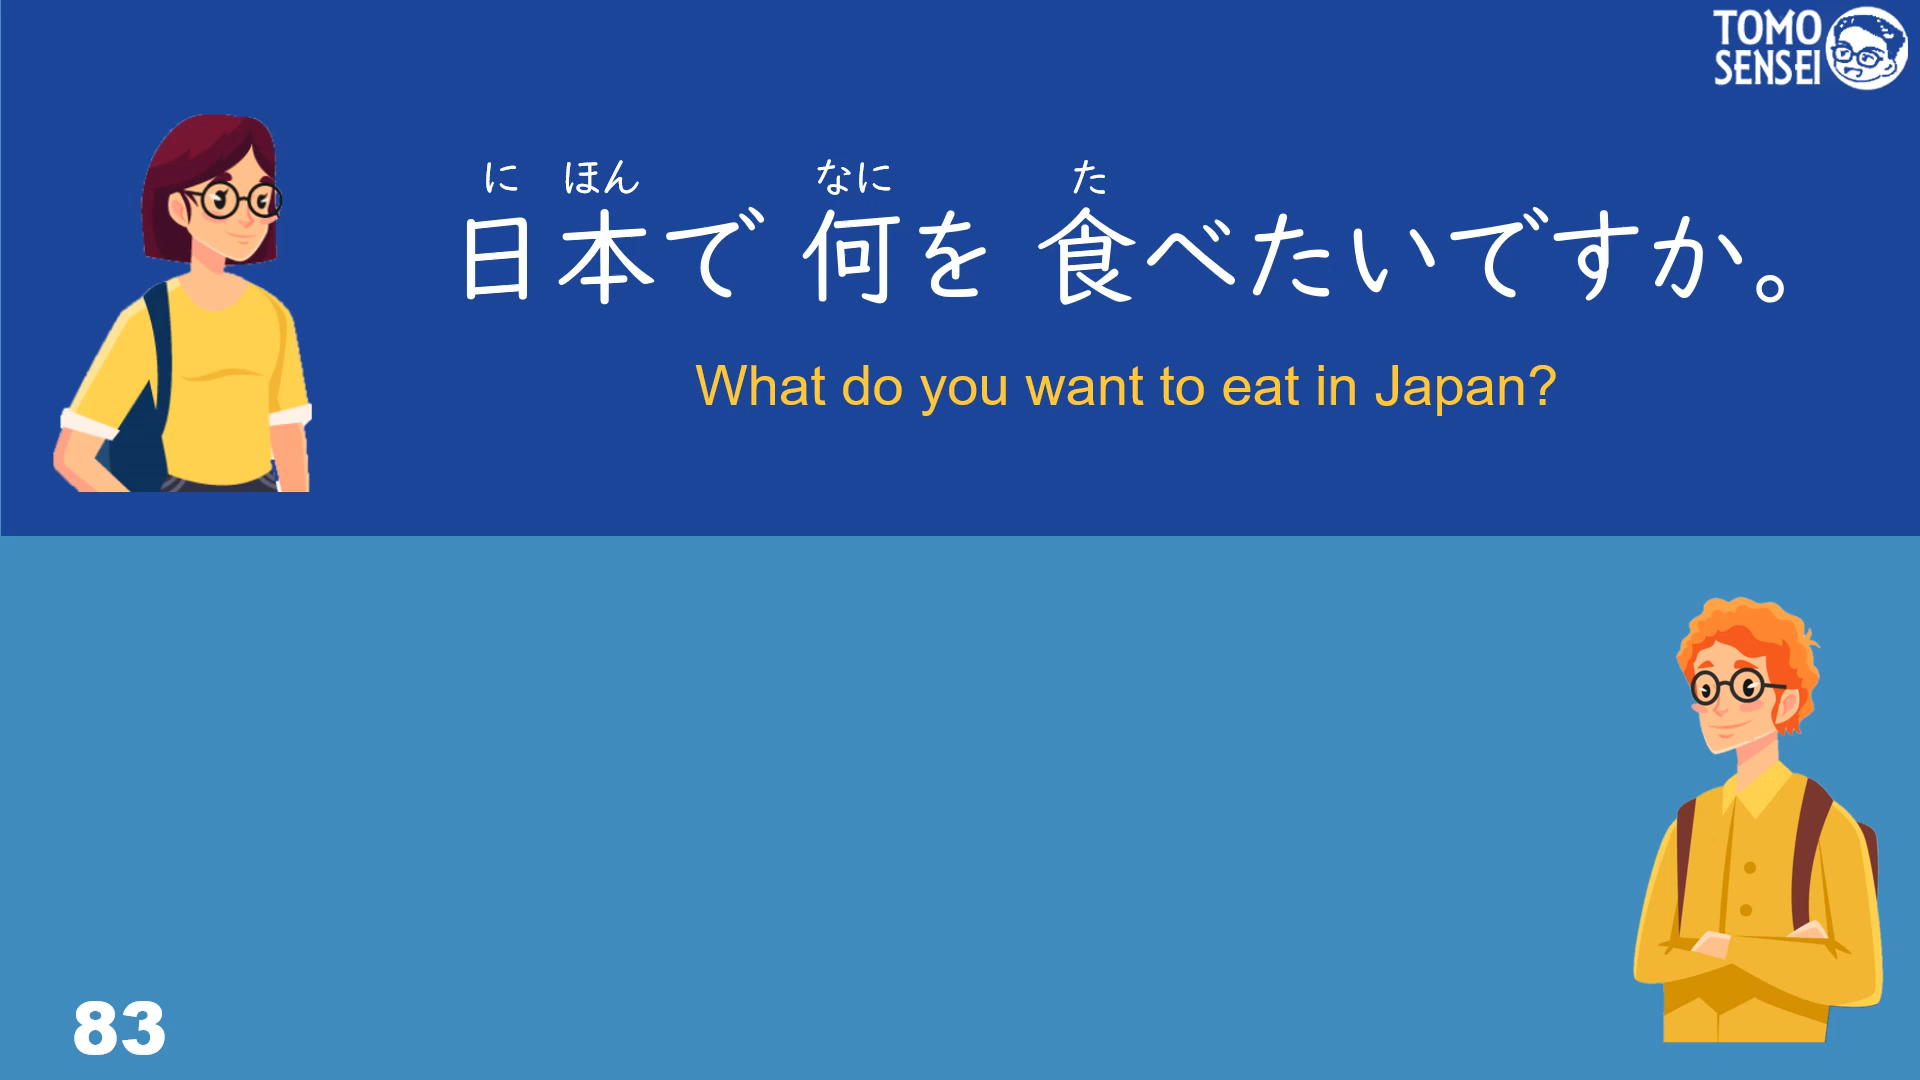 TOMO
SENSEI
に ほん なに た
日本で 何を 食べたいですか。
What do you want to eat in Japan?
83